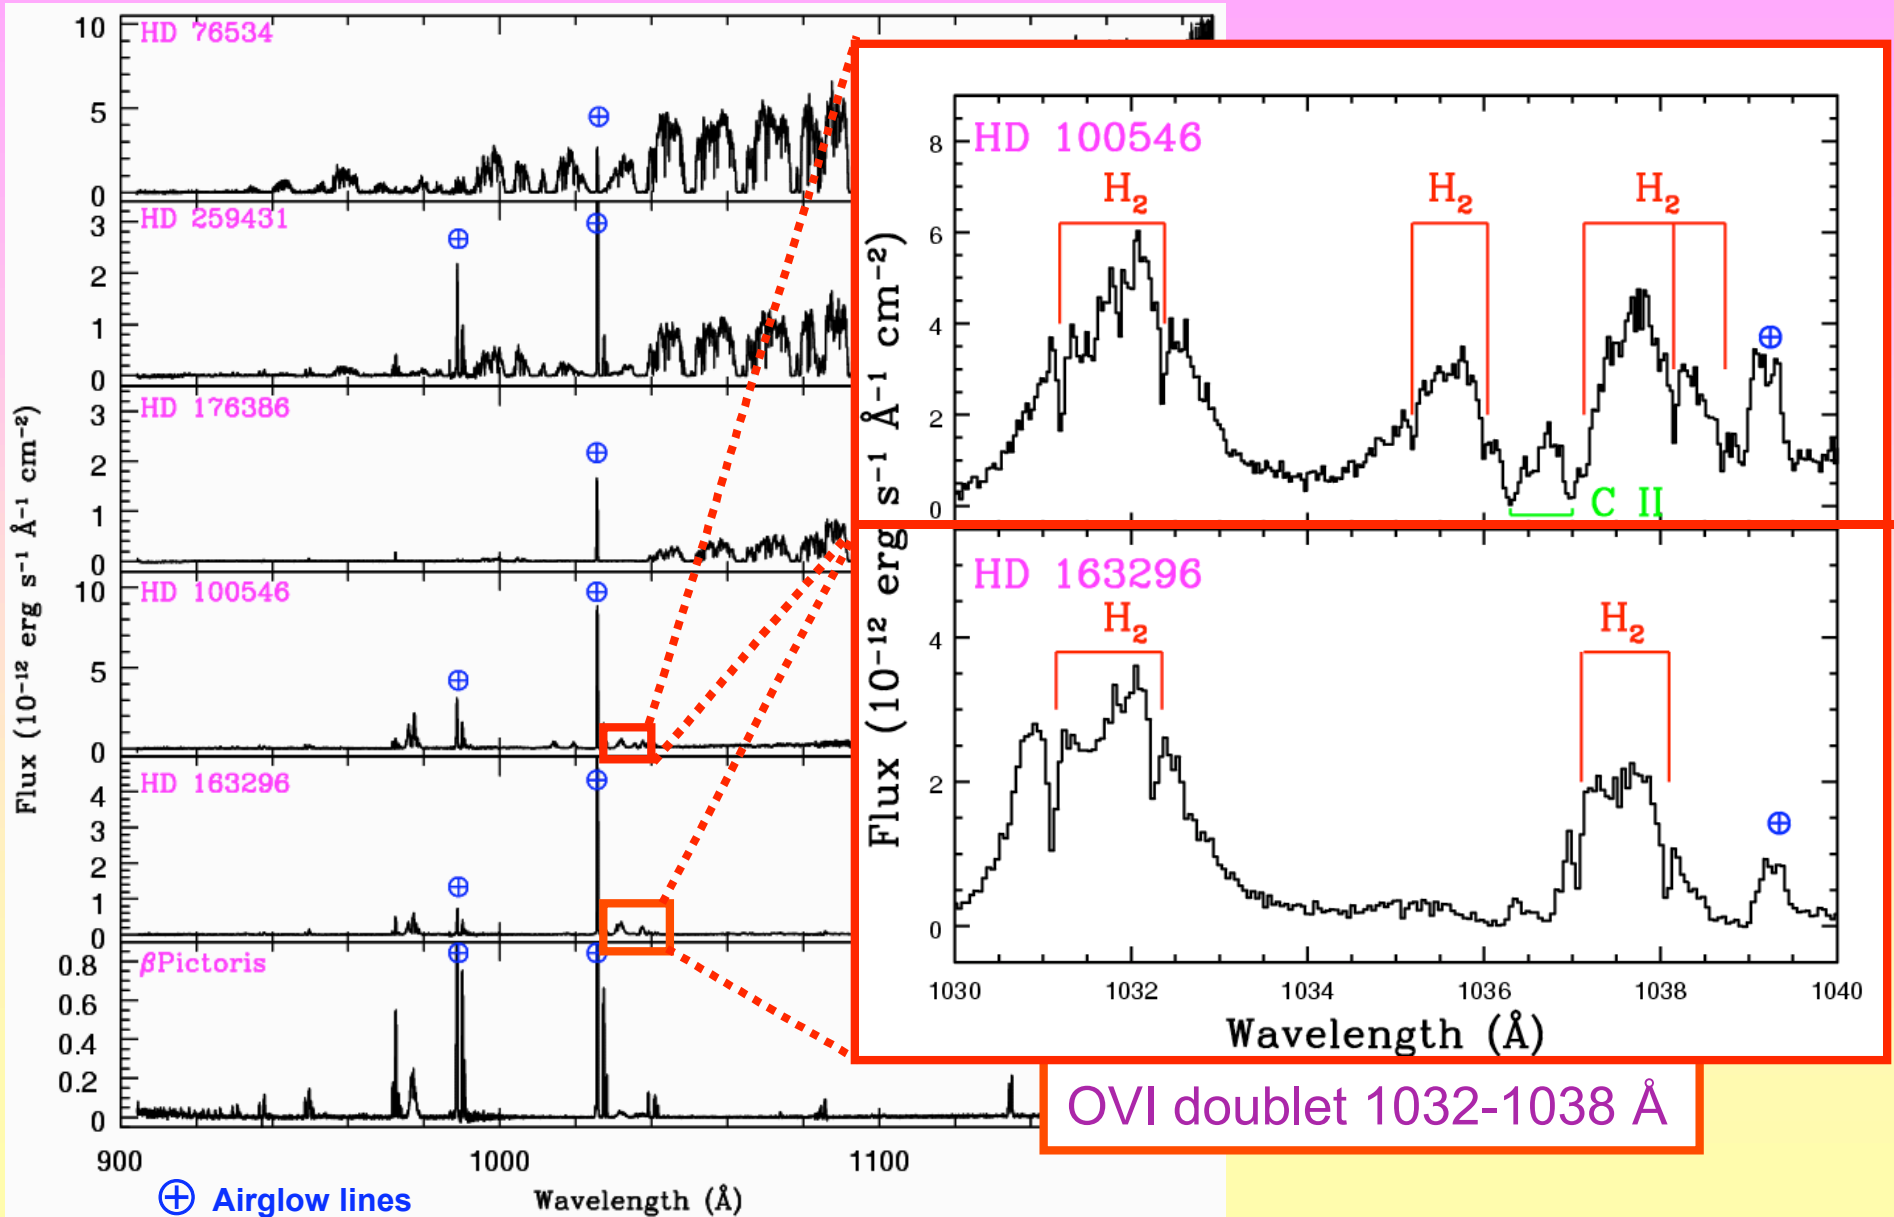 HD 76534
10
5
0
HD 259431
3
2
1
0
HD 176386
3
2
1
0
HD 100546
10
5
0
HD 163296
4
3
2
1
0
βPictoris
0.8
0.6
0.4
0.2
0
Flux (10⁻¹² erg s⁻¹ Å⁻¹ cm⁻²)
900 1000 1100
Wavelength (Å)
⊕ Airglow lines
HD 100546
H₂ H₂ H₂
8
6
4
2
0
C II
HD 163296
H₂ H₂
4
2
0
Flux (10⁻¹² erg s⁻¹ Å⁻¹ cm⁻²)
1030 1032 1034 1036 1038 1040
Wavelength (Å)
OVI doublet 1032-1038 Å